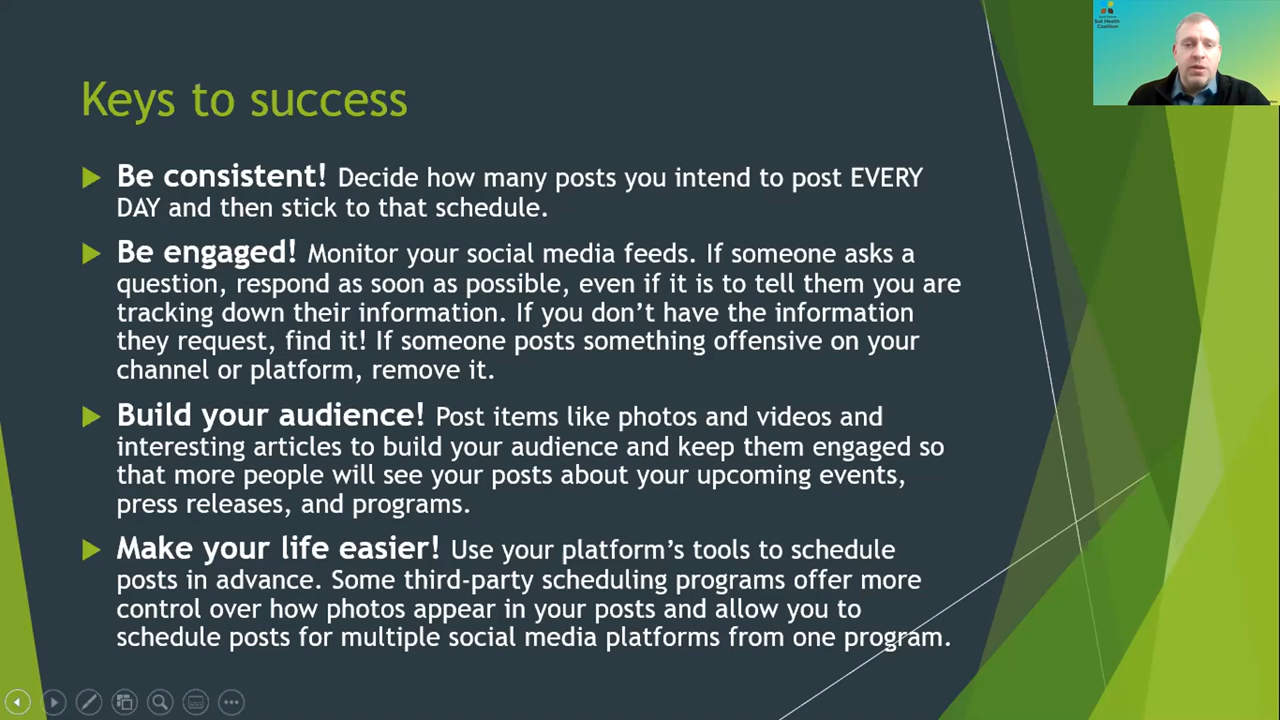 Soil Health
Coalition
Keys to success
Be consistent! Decide how many posts you intend to post EVERY
DAY and then stick to that schedule.
Be engaged! Monitor your social media feeds. If someone asks a
question, respond as soon as possible, even if it is to tell them you are
tracking down their information. If you don’t have the information
they request, find it! If someone posts something offensive on your
channel or platform, remove it.
Build your audience! Post items like photos and videos and
interesting articles to build your audience and keep them engaged so
that more people will see your posts about your upcoming events,
press releases, and programs.
Make your life easier! Use your platform’s tools to schedule
posts in advance. Some third-party scheduling programs offer more
control over how photos appear in your posts and allow you to
schedule posts for multiple social media platforms from one program.